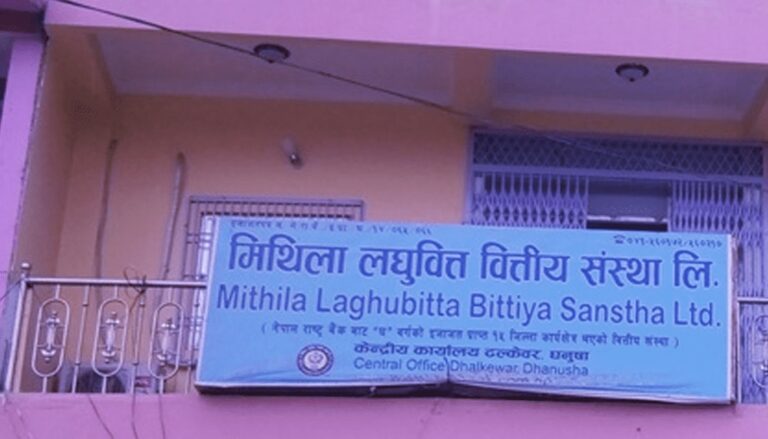 मिथिला लघुवित्त वित्तीय संस्था लि.
Mithila Laghubitta Bittiya Sanstha Ltd.
( नेपाल राष्ट्र बैंक बाट "घ" बर्गको इजाजत प्राप्त १५ जिल्ला कार्यक्षेत्र भएको वित्तीय संस्था )
केन्द्रीय कार्यालय ढल्केवर, धनुषा
Central Office Dhalkewar, Dhanusha